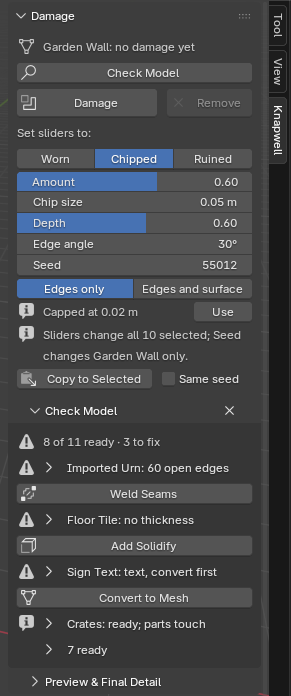 Damage
Garden Wall: no damage yet
Check Model
Damage
Remove
Set sliders to:
Worn
Chipped
Ruined
Amount 0.60
Chip size 0.05 m
Depth 0.60
Edge angle 30°
Seed 55012
Edges only
Edges and surface
Capped at 0.02 m
Use
Sliders change all 10 selected; Seed
changes Garden Wall only.
Copy to Selected
Same seed
Check Model
8 of 11 ready · 3 to fix
Imported Urn: 60 open edges
Weld Seams
Floor Tile: no thickness
Add Solidify
Sign Text: text, convert first
Convert to Mesh
Crates: ready; parts touch
7 ready
Preview & Final Detail
Tool
View
Knapwell